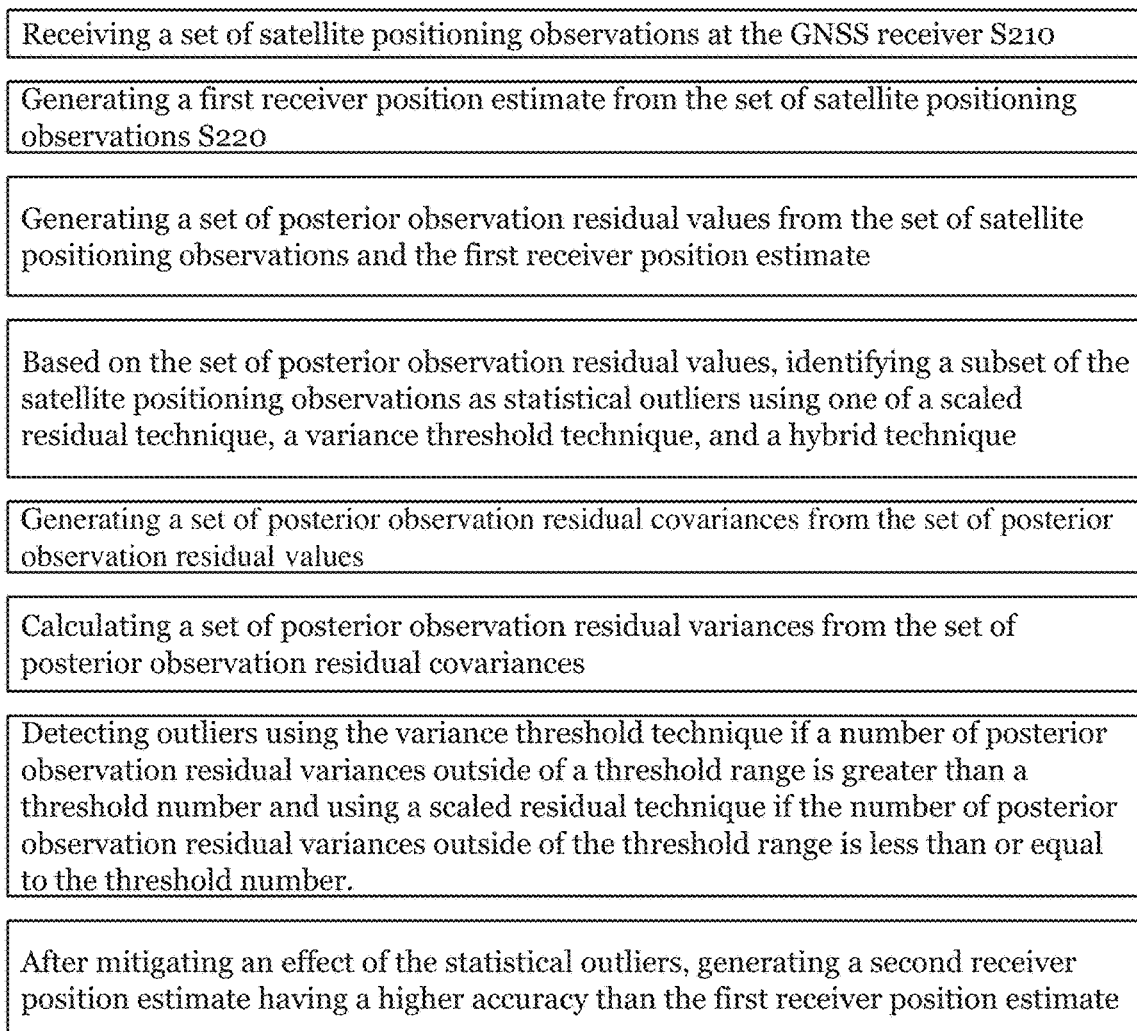 Receiving a set of satellite positioning observations at the GNSS receiver S210
Generating a first receiver position estimate from the set of satellite positioning
observations S220
Generating a set of posterior observation residual values from the set of satellite
positioning observations and the first receiver position estimate
Based on the set of posterior observation residual values, identifying a subset of the
satellite positioning observations as statistical outliers using one of a scaled
residual technique, a variance threshold technique, and a hybrid technique
Generating a set of posterior observation residual covariances from the set of posterior
observation residual values
Calculating a set of posterior observation residual variances from the set of
posterior observation residual covariances
Detecting outliers using the variance threshold technique if a number of posterior
observation residual variances outside of a threshold range is greater than a
threshold number and using a scaled residual technique if the number of posterior
observation residual variances outside of the threshold range is less than or equal
to the threshold number.
After mitigating an effect of the statistical outliers, generating a second receiver
position estimate having a higher accuracy than the first receiver position estimate